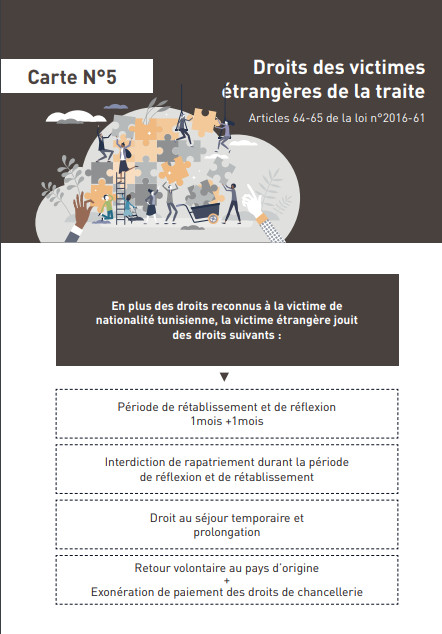 Carte N°5
Droits des victimes
étrangères de la traite
Articles 64-65 de la loi n°2016-61
En plus des droits reconnus à la victime de
nationalité tunisienne, la victime étrangère jouit
des droits suivants :
Période de rétablissement et de réflexion
1mois +1mois
Interdiction de rapatriement durant la période
de réflexion et de rétablissement
Droit au séjour temporaire et
prolongation
Retour volontaire au pays d'origine
+
Exonération de paiement des droits de chancellerie